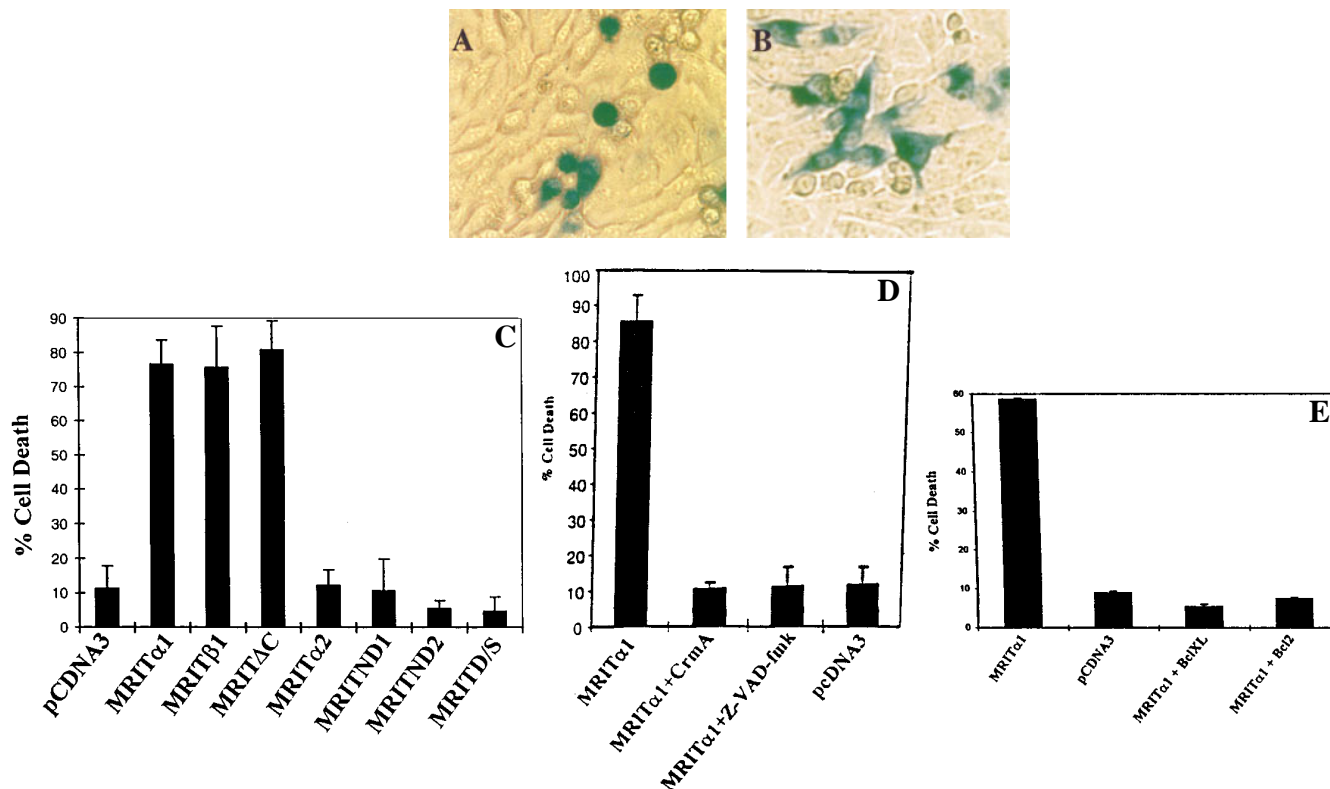 A
B
C
% Cell Death
90
80
70
60
50
40
30
20
10
0
pCDNA3
MRITα1
MRITβ1
MRITΔC
MRITα2
MRITND1
MRITND2
MRITD/S
D
% Cell Death
100
90
80
70
60
50
40
30
20
10
0
MRITα1
MRITα1+CrmA
MRITα1+Z-VAD-fmk
pcDNA3
E
% Cell Death
60
50
40
30
20
10
0
MRITα1
pCDNA3
MRITα1 + BclXL
MRITα1 + Bcl2